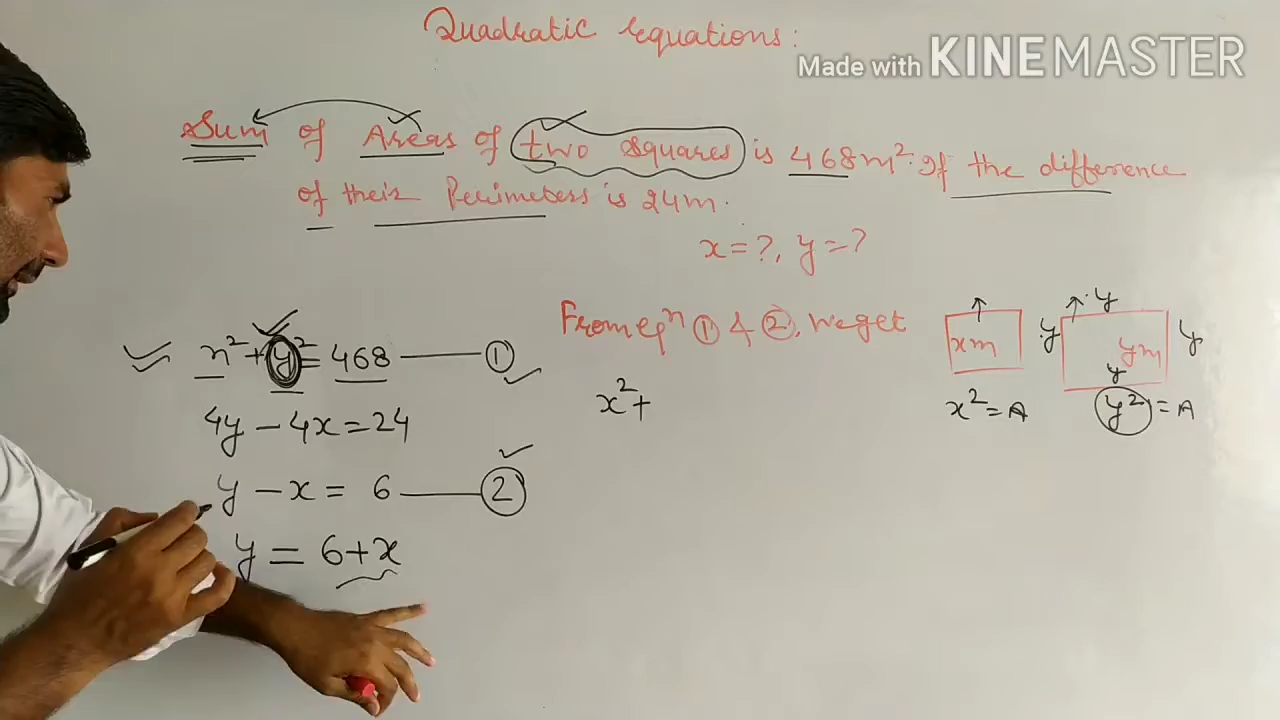 Quadratic equations:
Made with KINEMASTER
Sum of Areas of two squares is 468m². If the difference
of their Perimeters is 24m.
x=?, y=?
From eqⁿ ① & ②, we get
x²+y²=468 ——— ①
4y-4x=24
y-x=6 ——— ②
y=6+x
x²+
y
y
xm
ym
y
y
x²=A
y²=A